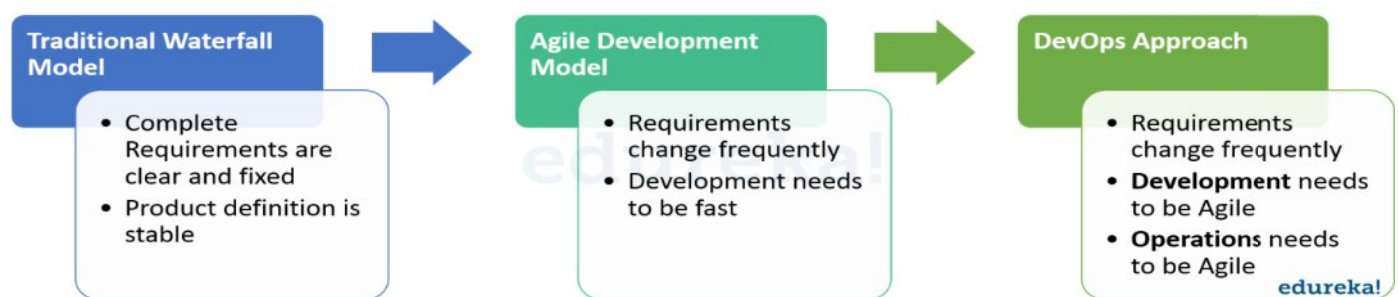 Traditional Waterfall
Model
• Complete
Requirements are
clear and fixed
• Product definition is
stable
Agile Development
Model
• Requirements
change frequently
• Development needs
to be fast
DevOps Approach
• Requirements
change frequently
• Development needs
to be Agile
• Operations needs
to be Agile
edureka!
edureka!